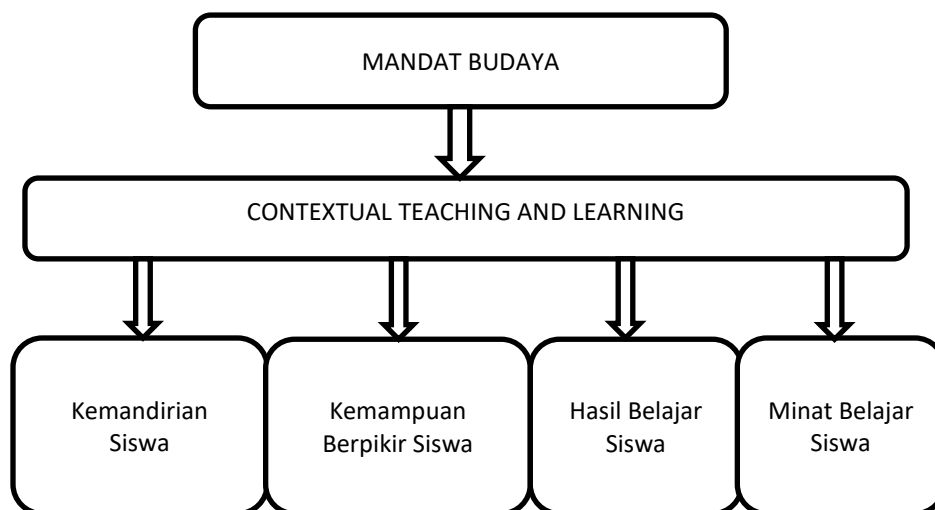 MANDAT BUDAYA
CONTEXTUAL TEACHING AND LEARNING
Kemandirian
Siswa
Kemampuan
Berpikir Siswa
Hasil Belajar
Siswa
Minat Belajar
Siswa